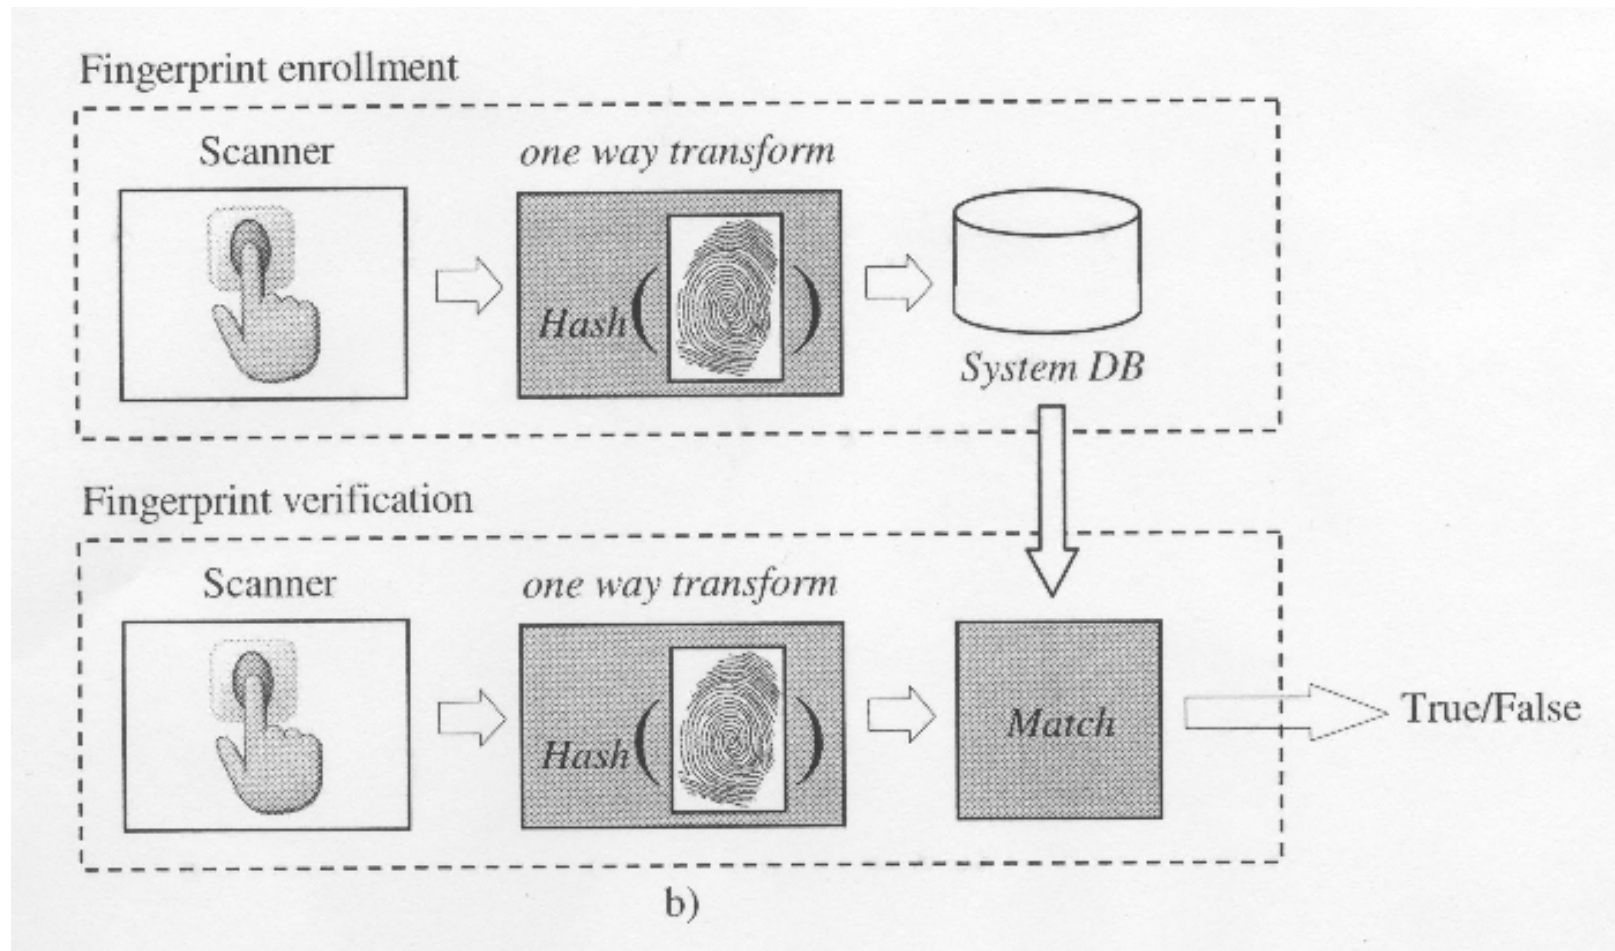 Fingerprint enrollment
Scanner
one way transform
Hash( )
System DB
Fingerprint verification
Scanner
one way transform
Hash( )
Match
True/False
b)